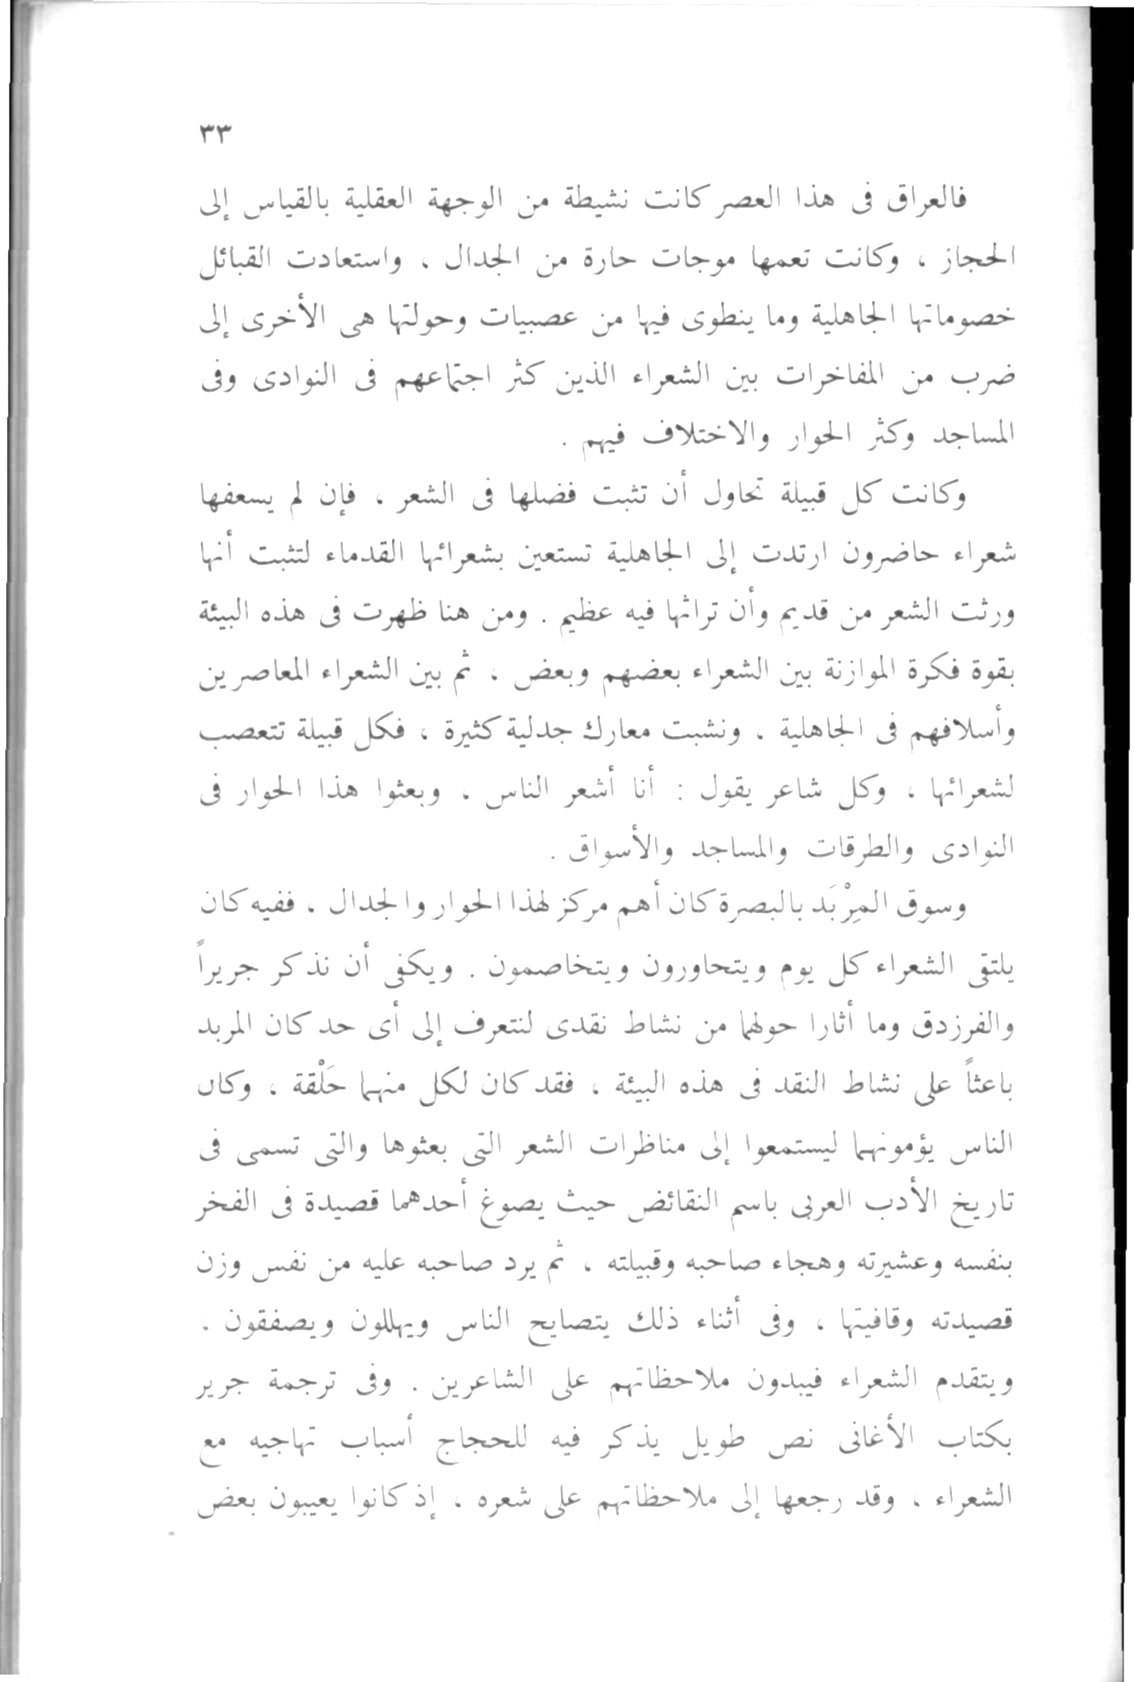 ٣٣
فالعراق فى هذا العصر كانت نشيطة من الوجهة العقلية بالقياس إلى
الحجاز ، وكانت تعمها موجات حارة من الجدال ، واستعادت القبائل
خصوماتها الجاهلية وما ينطوى فيها من عصبيات وحولتها هى الأخرى إلى
ضرب من المفاخرات بين الشعراء الذين كثر اجتماعهم فى النوادى وفى
المساجد وكثر الحوار والاختلاف فيهم .
وكانت كل قبيلة تحاول أن تثبت فضلها فى الشعر ، فإن لم يسعفها
شعراء حاضرون ارتدت إلى الجاهلية تستعين بشعرائها القدماء لتثبت أنها
ورثت الشعر من قديم وأن تراثها فيه عظيم . ومن هنا ظهرت فى هذه البيئة
بقوة فكرة الموازنة بين الشعراء بعضهم وبعض ، ثم بين الشعراء المعاصرين
وأسلافهم فى الجاهلية ، ونشبت معارك جدلية كثيرة ، فكل قبيلة تتعصب
لشعرائها ، وكل شاعر يقول : أنا أشعر الناس ، وبعثوا هذا الحوار فى
النوادى والطرقات والمساجد والأسواق .
وسوق المِرْبَد بالبصرة كان أهم مركز لهذا الحوار والجدال ، ففيه كان
يلتقى الشعراء كل يوم ويتحاورون ويتخاصمون . ويكفى أن نذكر جريراً
والفرزدق وما أثارا حولهما من نشاط نقدى لنتعرف إلى أى حد كان المربد
باعثاً على نشاط النقد فى هذه البيئة ، فقد كان لكل منهما حَلْقة ، وكان
الناس يؤمونهما ليستمعوا إلى مناظرات الشعر التى بعثوها والتى تسمى فى
تاريخ الأدب العربى باسم النقائض حيث يصوغ أحدهما قصيدة فى الفخر
بنفسه وعشيرته وهجاء صاحبه وقبيلته ، ثم يرد صاحبه عليه من نفس وزن
قصيدته وقافيتها ، وفى أثناء ذلك يتصايح الناس ويهللون ويصفقون .
ويتقدم الشعراء فيبدون ملاحظاتهم على الشاعرين . وفى ترجمة جرير
بكتاب الأغانى نص طويل يذكر فيه للحجاج أسباب تهاجيه مع
الشعراء ، وقد رجعها إلى ملاحظاتهم على شعره ، إذ كانوا يعيبون بعض